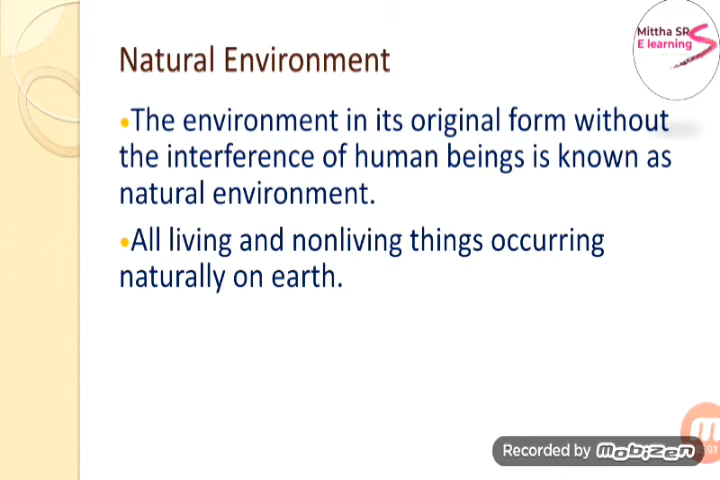 Mittha SR
E learning
Natural Environment
•The environment in its original form without
the interference of human beings is known as
natural environment.
•All living and nonliving things occurring
naturally on earth.
Recorded by mobizen